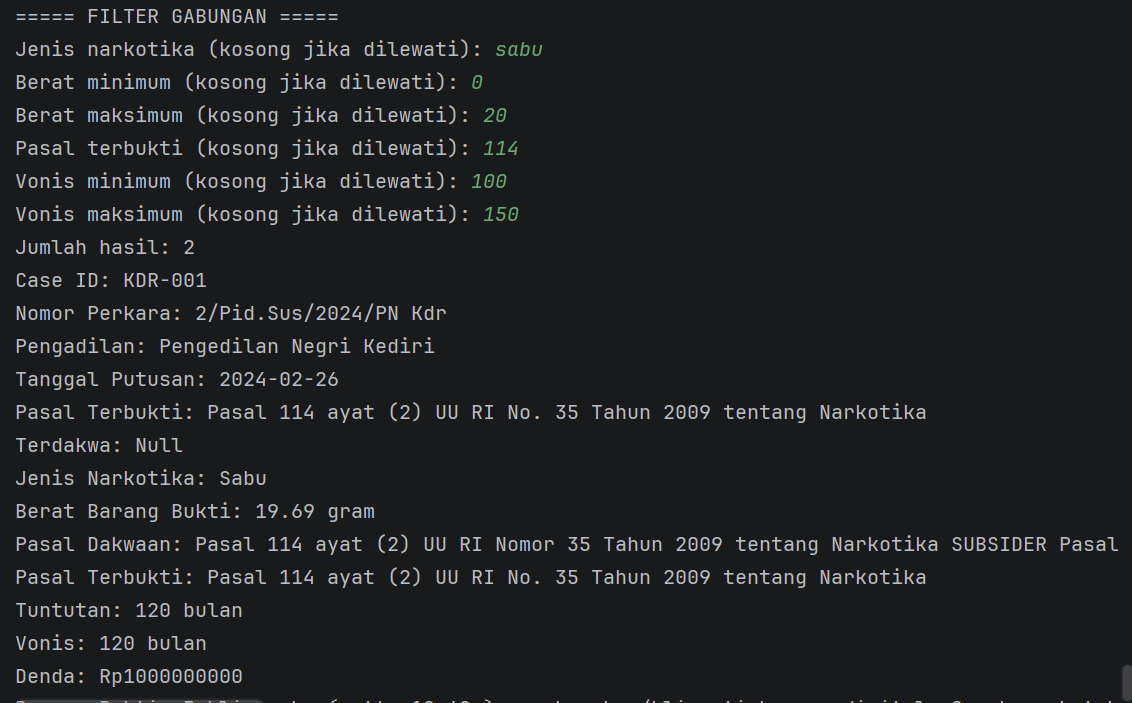 ===== FILTER GABUNGAN =====
Jenis narkotika (kosong jika dilewati): sabu
Berat minimum (kosong jika dilewati): 0
Berat maksimum (kosong jika dilewati): 20
Pasal terbukti (kosong jika dilewati): 114
Vonis minimum (kosong jika dilewati): 100
Vonis maksimum (kosong jika dilewati): 150
Jumlah hasil: 2
Case ID: KDR-001
Nomor Perkara: 2/Pid.Sus/2024/PN Kdr
Pengadilan: Pengedilan Negri Kediri
Tanggal Putusan: 2024-02-26
Pasal Terbukti: Pasal 114 ayat (2) UU RI No. 35 Tahun 2009 tentang Narkotika
Terdakwa: Null
Jenis Narkotika: Sabu
Berat Barang Bukti: 19.69 gram
Pasal Dakwaan: Pasal 114 ayat (2) UU RI Nomor 35 Tahun 2009 tentang Narkotika SUBSIDER Pasal
Pasal Terbukti: Pasal 114 ayat (2) UU RI No. 35 Tahun 2009 tentang Narkotika
Tuntutan: 120 bulan
Vonis: 120 bulan
Denda: Rp1000000000